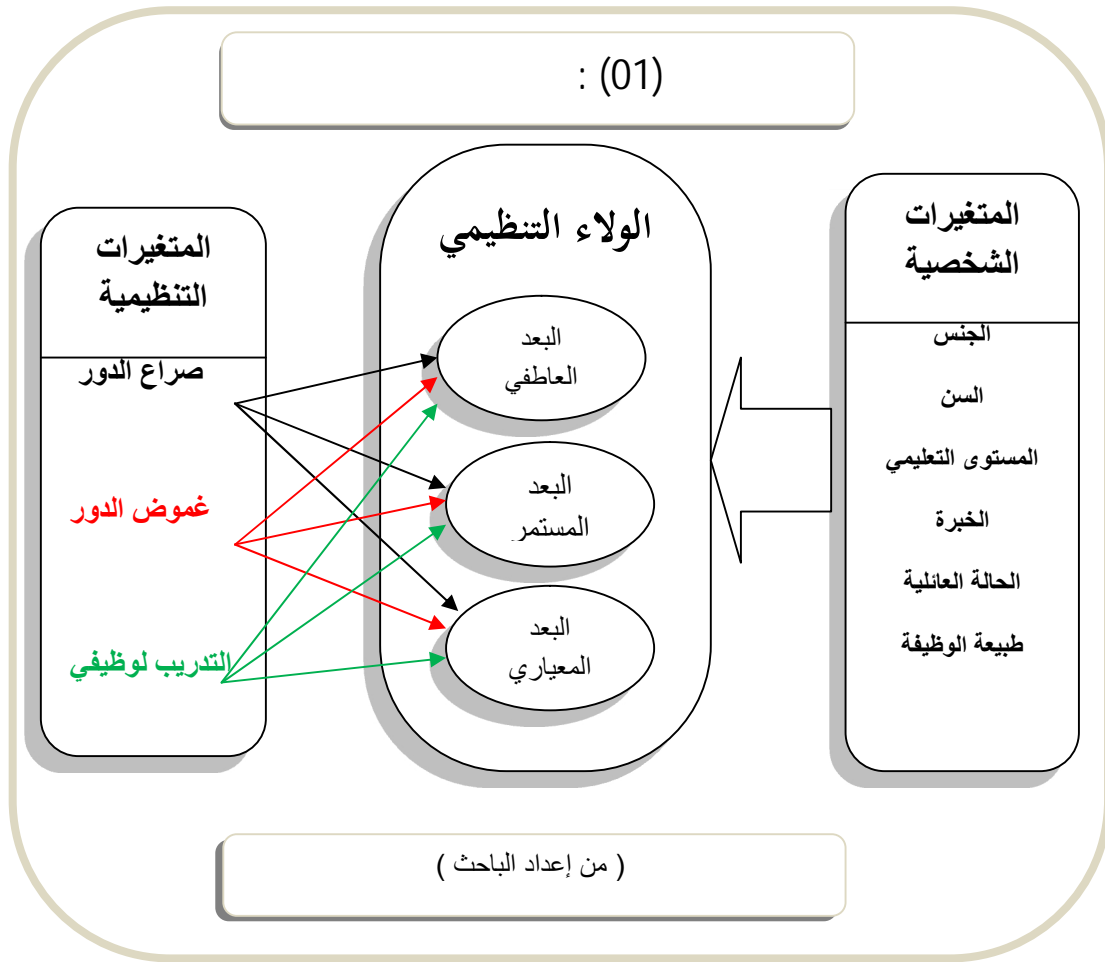 : (01)
المتغيرات
الشخصية
الجنس
السن
المستوى التعليمي
الخبرة
الحالة العائلية
طبيعة الوظيفة
الولاء التنظيمي
البعد
العاطفي
البعد
المستمر
البعد
المعياري
المتغيرات
التنظيمية
صراع الدور
غموض الدور
التدريب لوظيفي
( من إعداد الباحث )